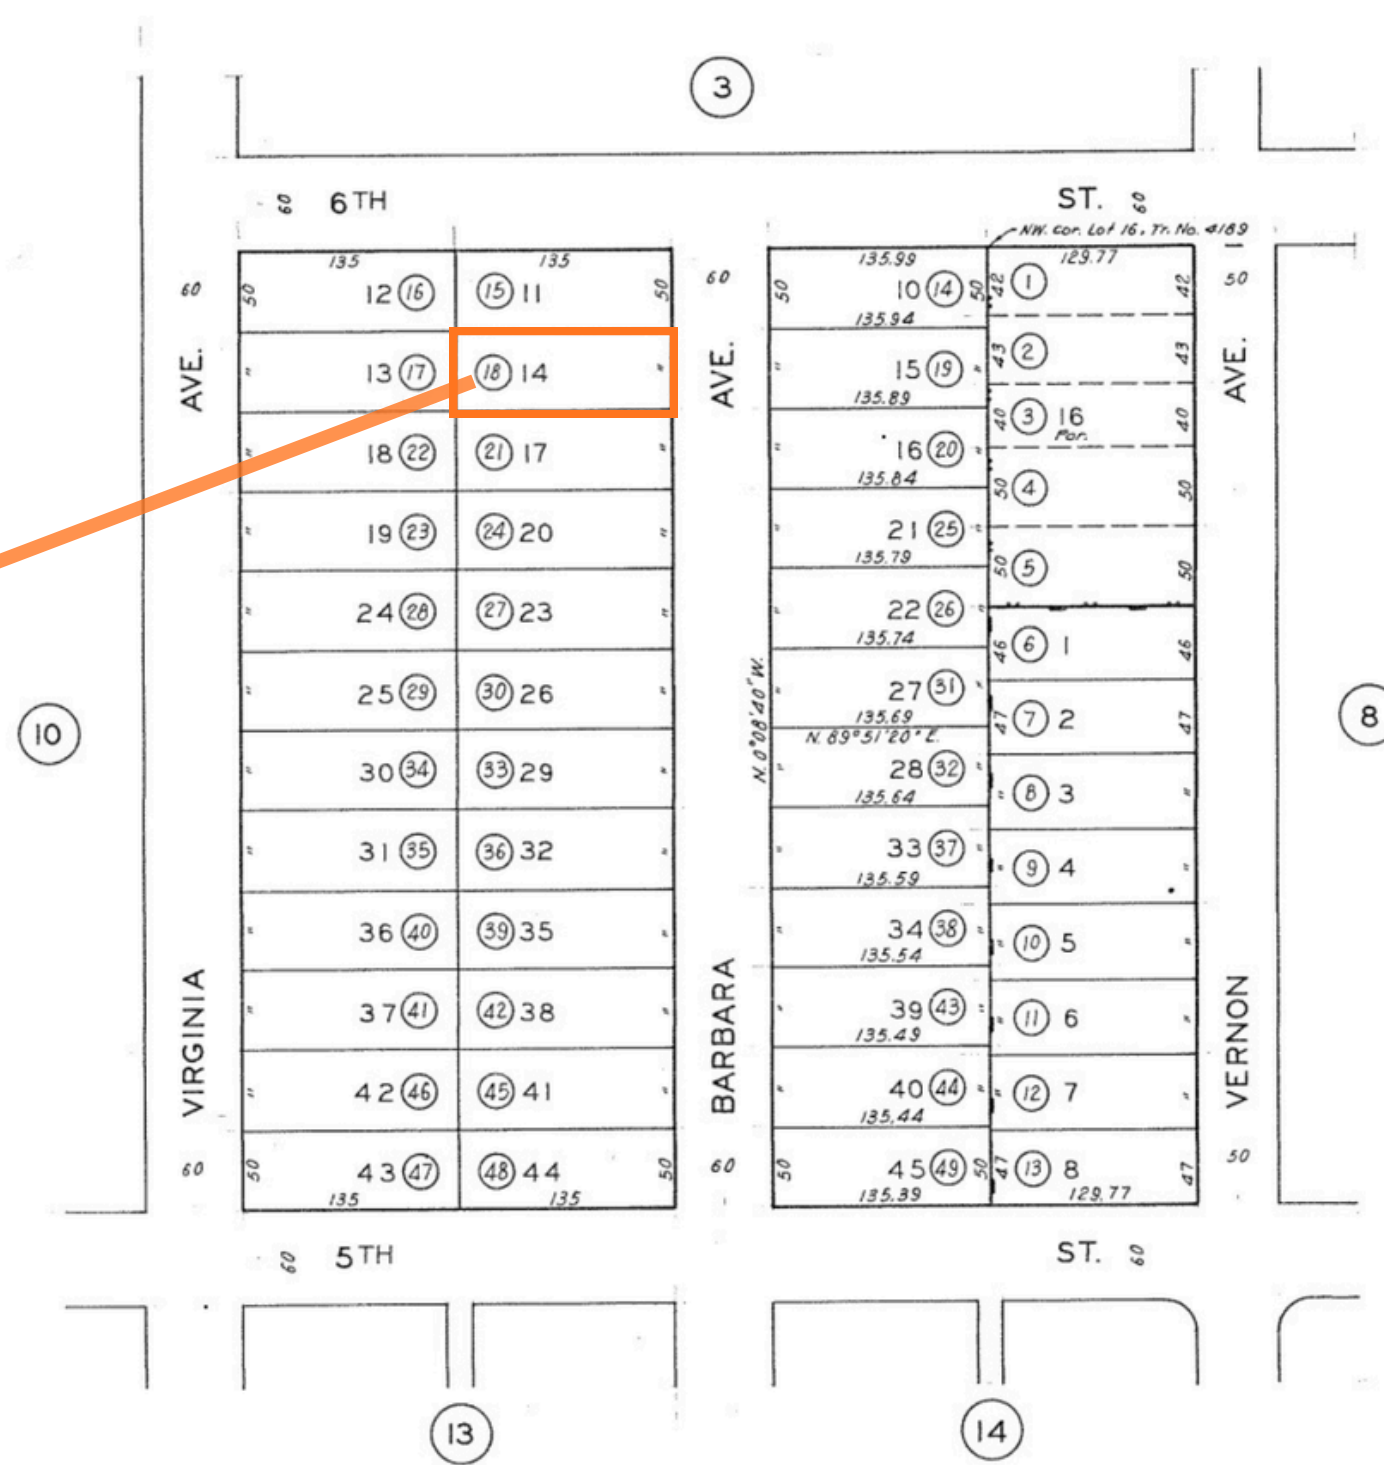 3
60 6TH ST. 60
NW. cor. Lot 16, Tr. No. 4189
135 135 135.99 129.77
60 50 12 16 15 11 50 60 50 10 14 50 42 1 42 50
135.94
AVE. " 13 17 18 14 " AVE. " 15 19 " 43 2 43 AVE.
135.89
" 18 22 21 17 " " 16 20 " 40 3 16 40
Por.
135.84
" 19 23 24 20 " " 21 25 " 50 4 50
135.79
50 5 50
" 24 28 27 23 " " 22 26 "
135.74
46 6 1 46
" 25 29 30 26 " N. 0°08'40" W. " 27 31 "
135.69
47 7 2 47
N. 89°51'20" E.
10 8
" 30 34 33 29 " " 28 32 "
135.64
" 8 3 "
" 31 35 36 32 " " 33 37 "
135.59
" 9 4 "
" 36 40 39 35 " " 34 38 "
135.54
" 10 5 "
" 37 41 42 38 " " 39 43 "
135.49
" 11 6 "
VIRGINIA BARBARA VERNON
" 42 46 45 41 " " 40 44 " " 12 7 "
135.44
60 50 43 47 48 44 50 60 50 45 49 50 47 13 8 47 50
135 135 135.39 129.77
60 5TH ST. 60
13 14